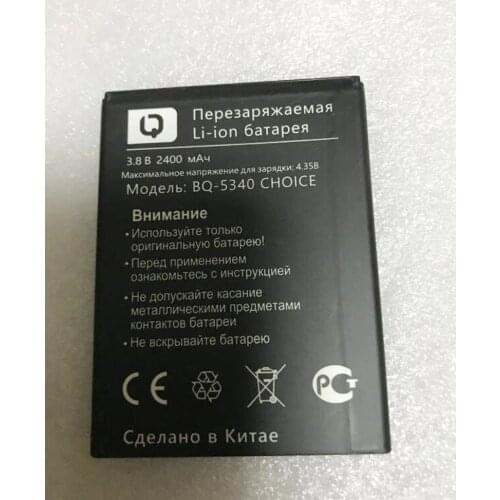 Перезаряжаемая
Li-ion батарея
3.8 В 2400 мАч
Максимальное напряжение для зарядки: 4.35В
Модель: BQ-5340 CHOICE
Внимание
• Используйте только
оригинальную батарею!
• Перед применением
ознакомьтесь с инструкцией
• Не допускайте касание
металлическими предметами
контактов батареи
• Не вскрывайте батарею
CE PCT
Сделано в Китае